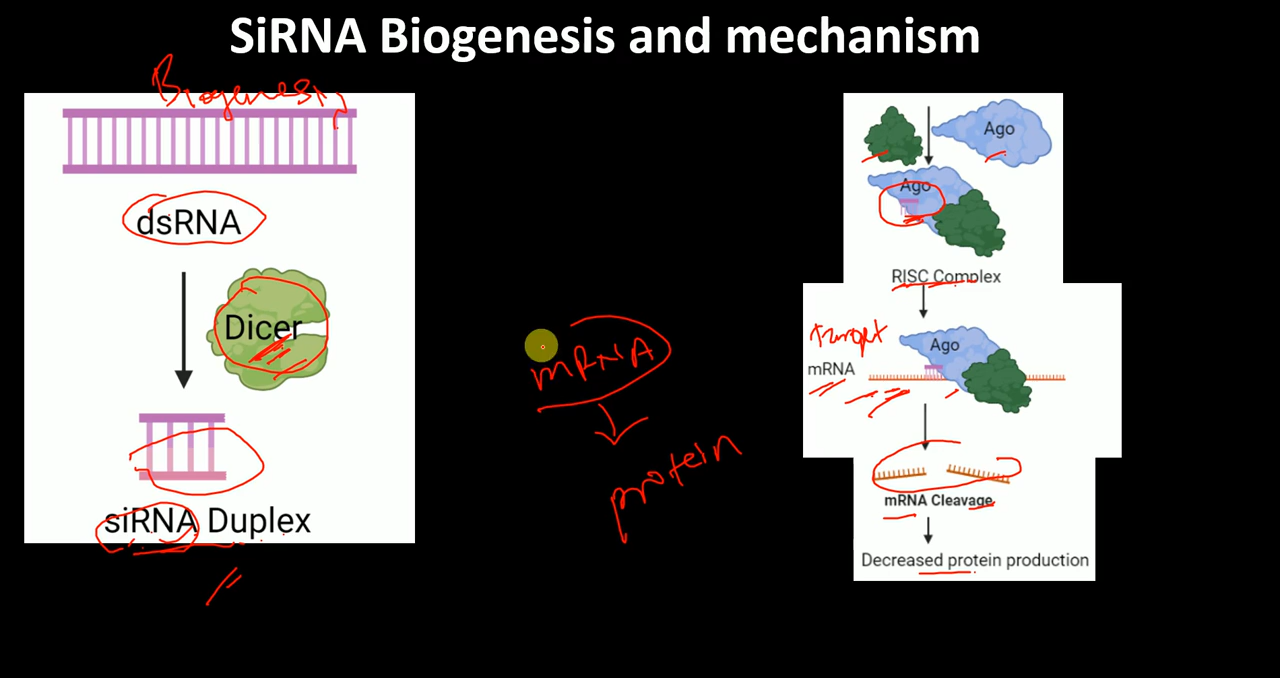 SiRNA Biogenesis and mechanism
Biogenesis
dsRNA
Dicer
siRNA Duplex
mRNA
protein
Ago
Ago
RISC Complex
Target
Ago
mRNA
mRNA Cleavage
Decreased protein production